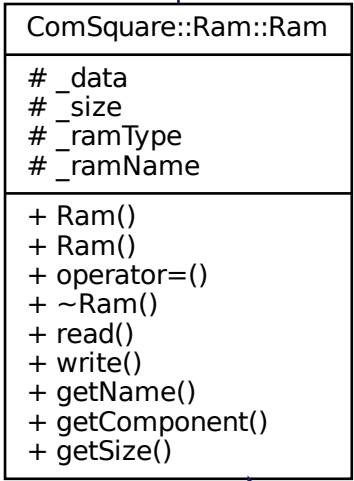 ComSquare::Ram::Ram
# _data
# _size
# _ramType
# _ramName
+ Ram()
+ Ram()
+ operator=()
+ ~Ram()
+ read()
+ write()
+ getName()
+ getComponent()
+ getSize()